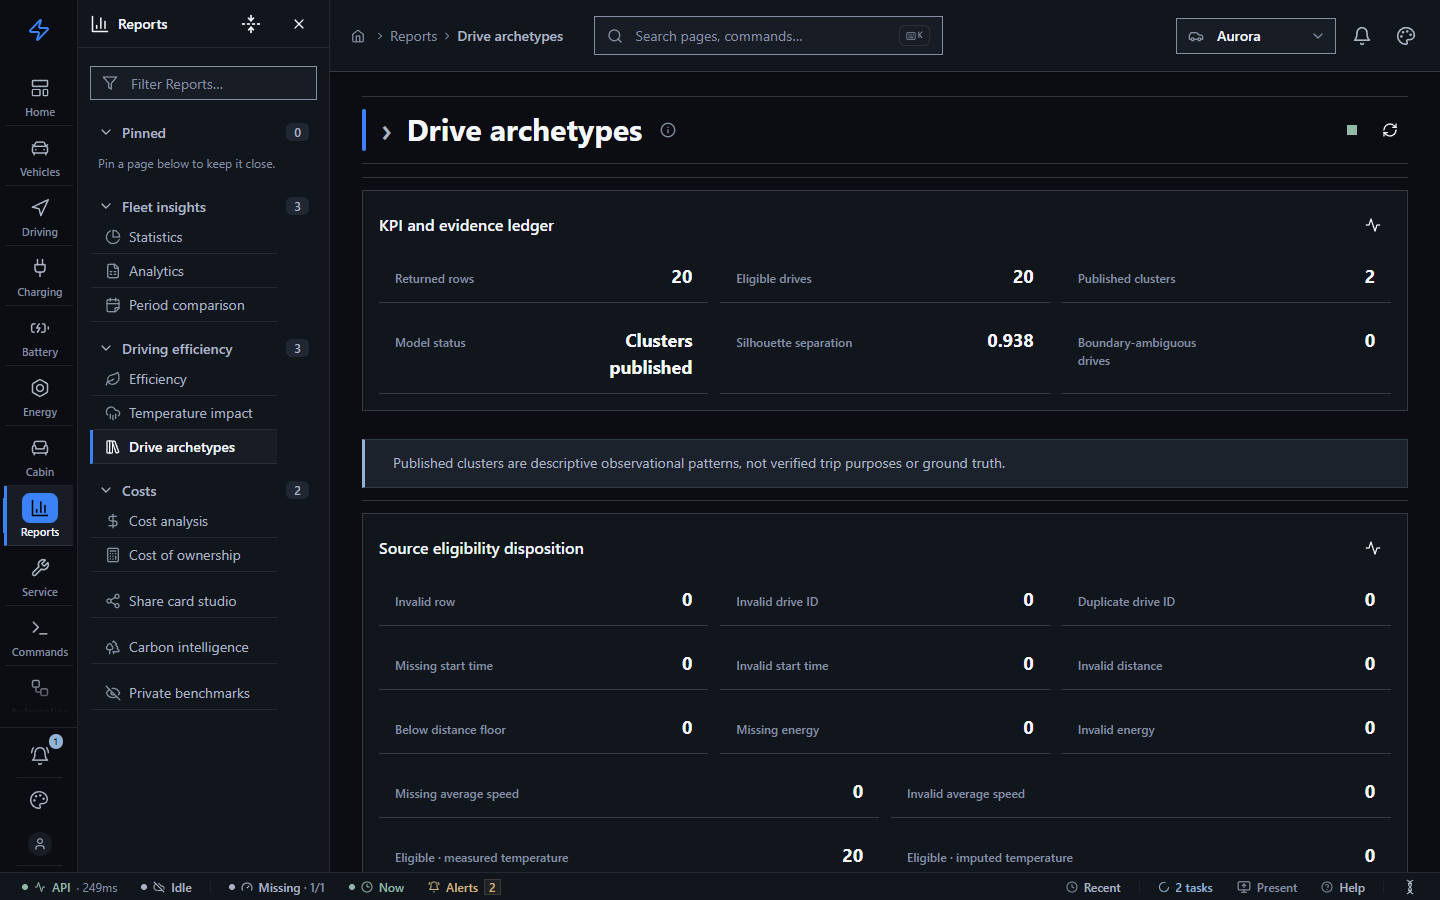 Home
Vehicles
Driving
Charging
Battery
Energy
Cabin
Reports
Service
Commands
1
Reports
Filter Reports...
Pinned 0
Pin a page below to keep it close.
Fleet insights 3
Statistics
Analytics
Period comparison
Driving efficiency 3
Efficiency
Temperature impact
Drive archetypes
Costs 2
Cost analysis
Cost of ownership
Share card studio
Carbon intelligence
Private benchmarks
Reports Drive archetypes
Search pages, commands... K
Aurora
Drive archetypes
KPI and evidence ledger
Returned rows 20 Eligible drives 20 Published clusters 2
Model status Clusters published Silhouette separation 0.938 Boundary-ambiguous drives 0
Published clusters are descriptive observational patterns, not verified trip purposes or ground truth.
Source eligibility disposition
Invalid row 0 Invalid drive ID 0 Duplicate drive ID 0
Missing start time 0 Invalid start time 0 Invalid distance 0
Below distance floor 0 Missing energy 0 Invalid energy 0
Missing average speed 0 Invalid average speed 0
Eligible · measured temperature 20 Eligible · imputed temperature 0
API · 249ms Idle Missing · 1/1 Now Alerts 2 Recent 2 tasks Present Help